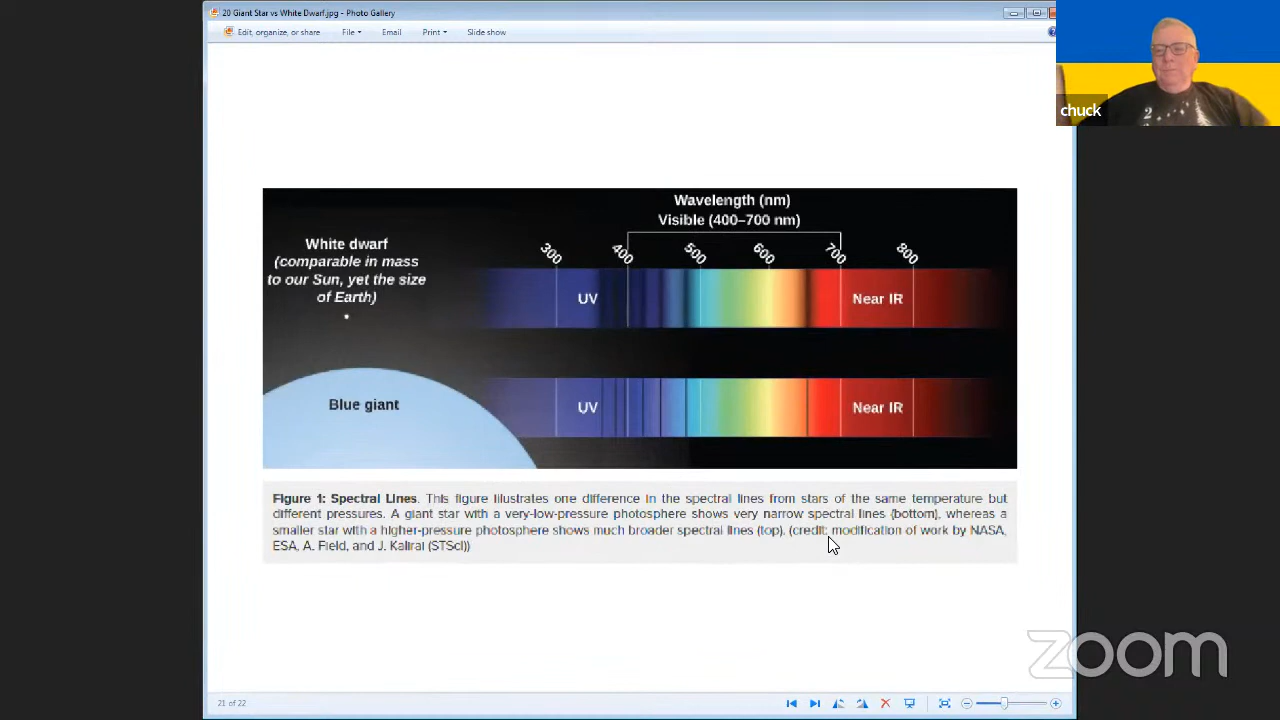 20 Giant Star vs White Dwarf.jpg - Photo Gallery
Edit, organize, or share
File
Email
Print
Slide show
chuck
2
Wavelength (nm)
Visible (400–700 nm)
300
400
500
600
700
800
White dwarf
(comparable in mass
to our Sun, yet the size
of Earth)
UV
Near IR
Blue giant
UV
Near IR
Figure 1: Spectral Lines. This figure illustrates one difference in the spectral lines from stars of the same temperature but
different pressures. A giant star with a very-low-pressure photosphere shows very narrow spectral lines (bottom), whereas a
smaller star with a higher-pressure photosphere shows much broader spectral lines (top). (credit: modification of work by NASA,
ESA, A. Field, and J. Kalirai (STScI))
zoom
21 of 22